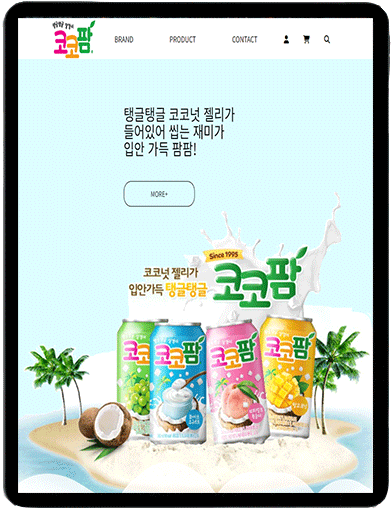 코코팜
BRAND
PRODUCT
CONTACT
탱글탱글 코코넛 젤리가
들어있어 씹는 재미가
입안 가득 팜팜!
MORE+
Since 1995
코코넛 젤리가
입안가득 탱글탱글
코코팜
코코팜
코코팜
코코팜
코코팜